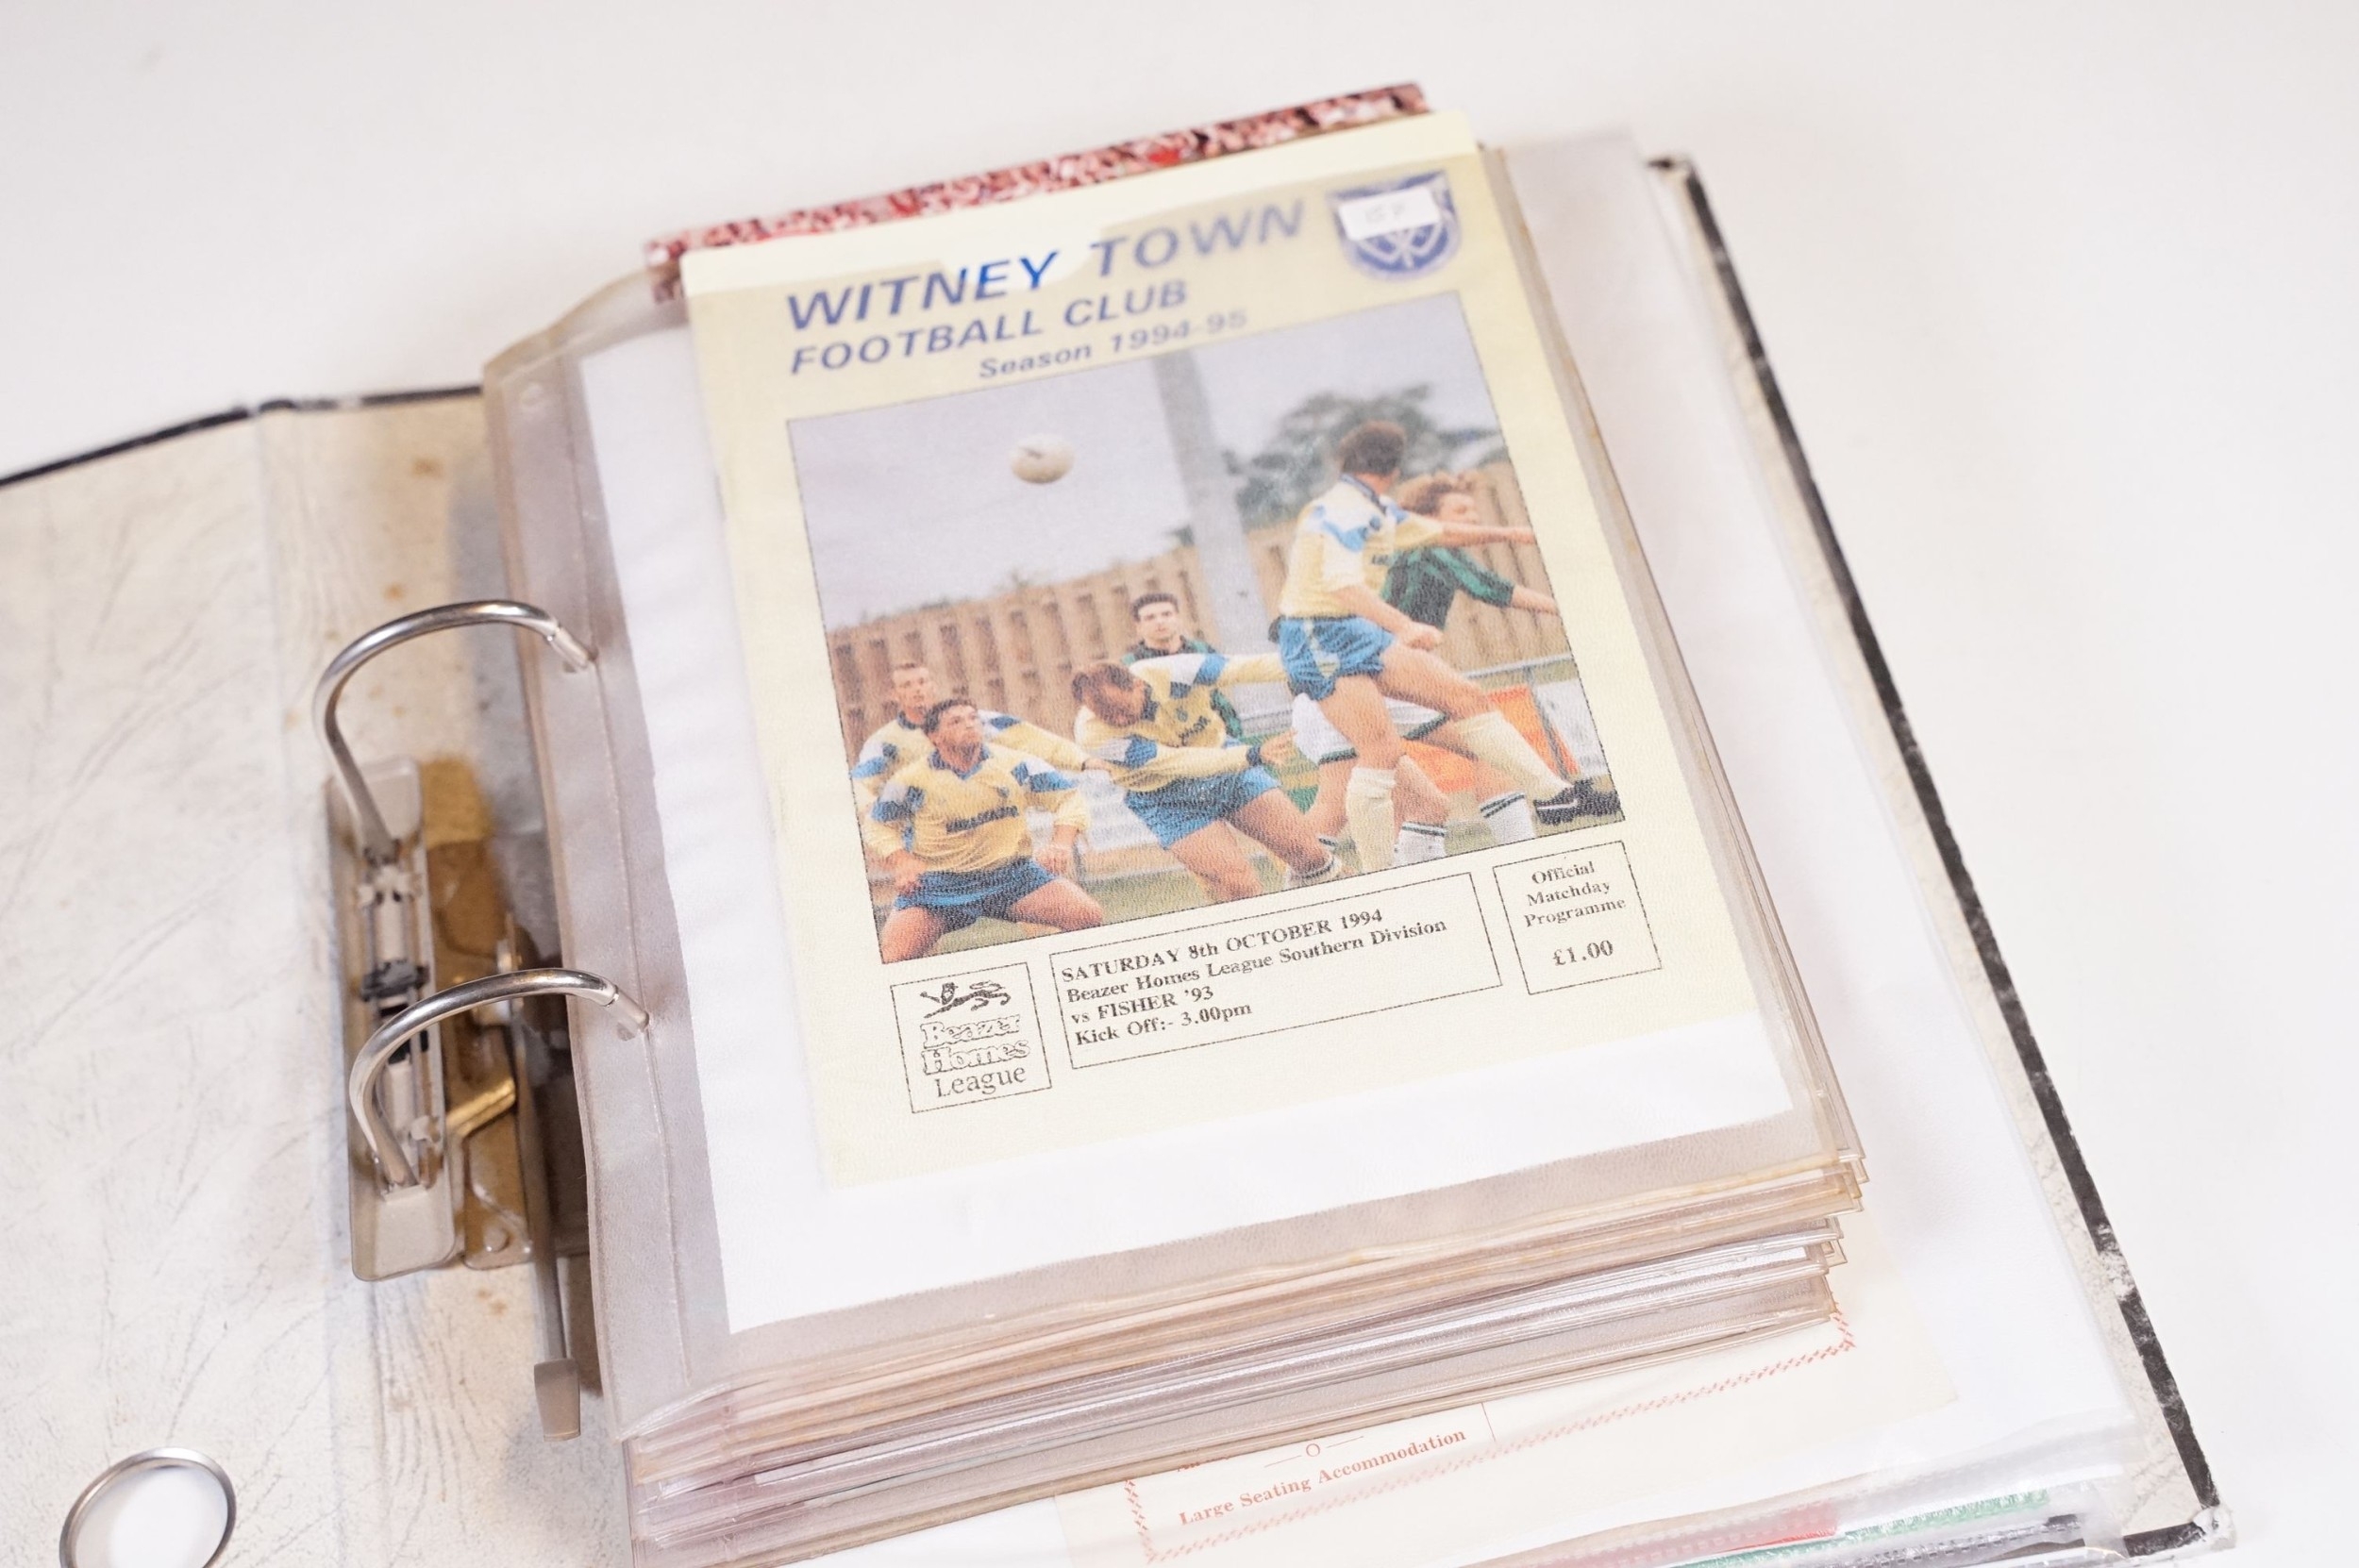 WITNEY TOWN
FOOTBALL CLUB
Season 1994-95
Beazer
Homes
League
SATURDAY 8th OCTOBER 1994
Beazer Homes League Southern Division
vs FISHER '93
Kick Off:- 3.00pm
Official
Matchday
Programme
£1.00
Large Seating Accommodation